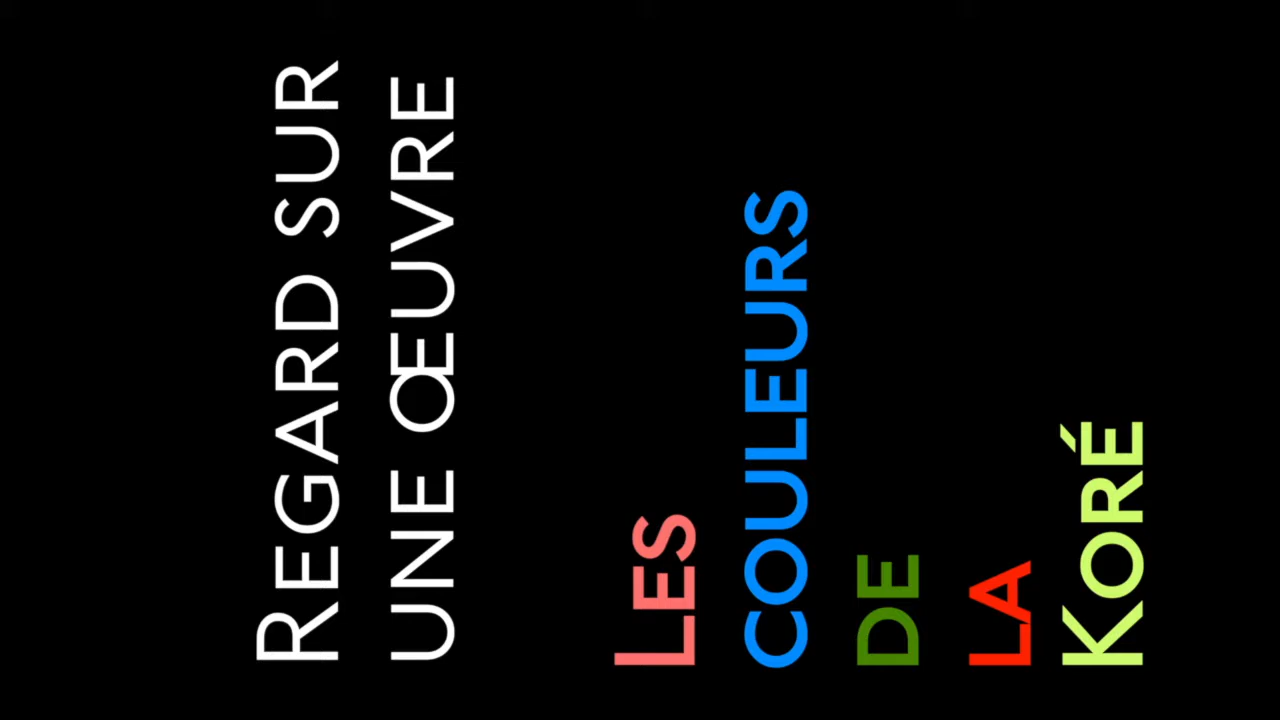 Regard sur
une œuvre
Les
couleurs
de
la
Koré